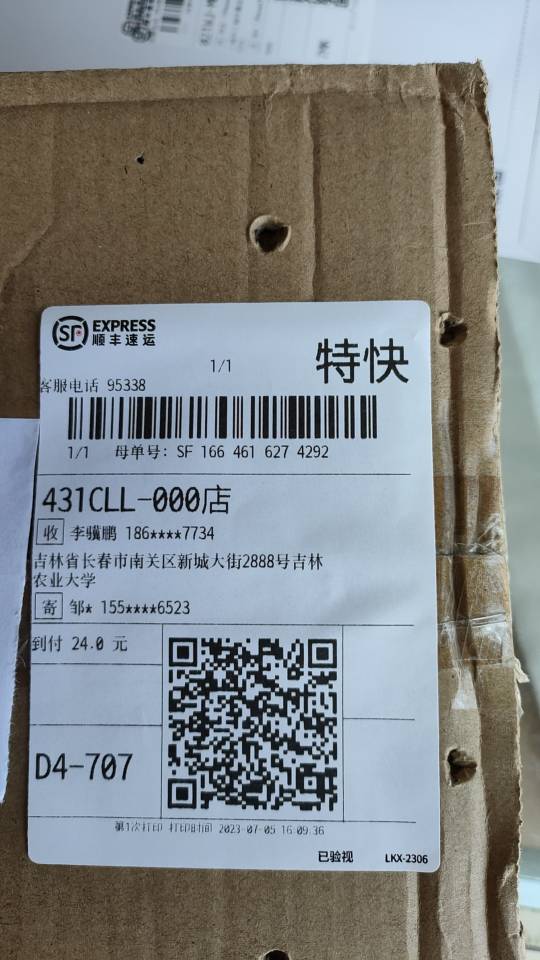 SF EXPRESS
顺丰速运
1/1
特快
客服电话 95338
1/1 母单号: SF 166 461 627 4292
431CLL-000店
收 李骥鹏 186****7734
吉林省长春市南关区新城大街2888号吉林
农业大学
寄 邹* 155****6523
到付 24.0 元
D4-707
第1次打印 打印时间 2023-07-05 16:09:36
已验视 LKX-2306